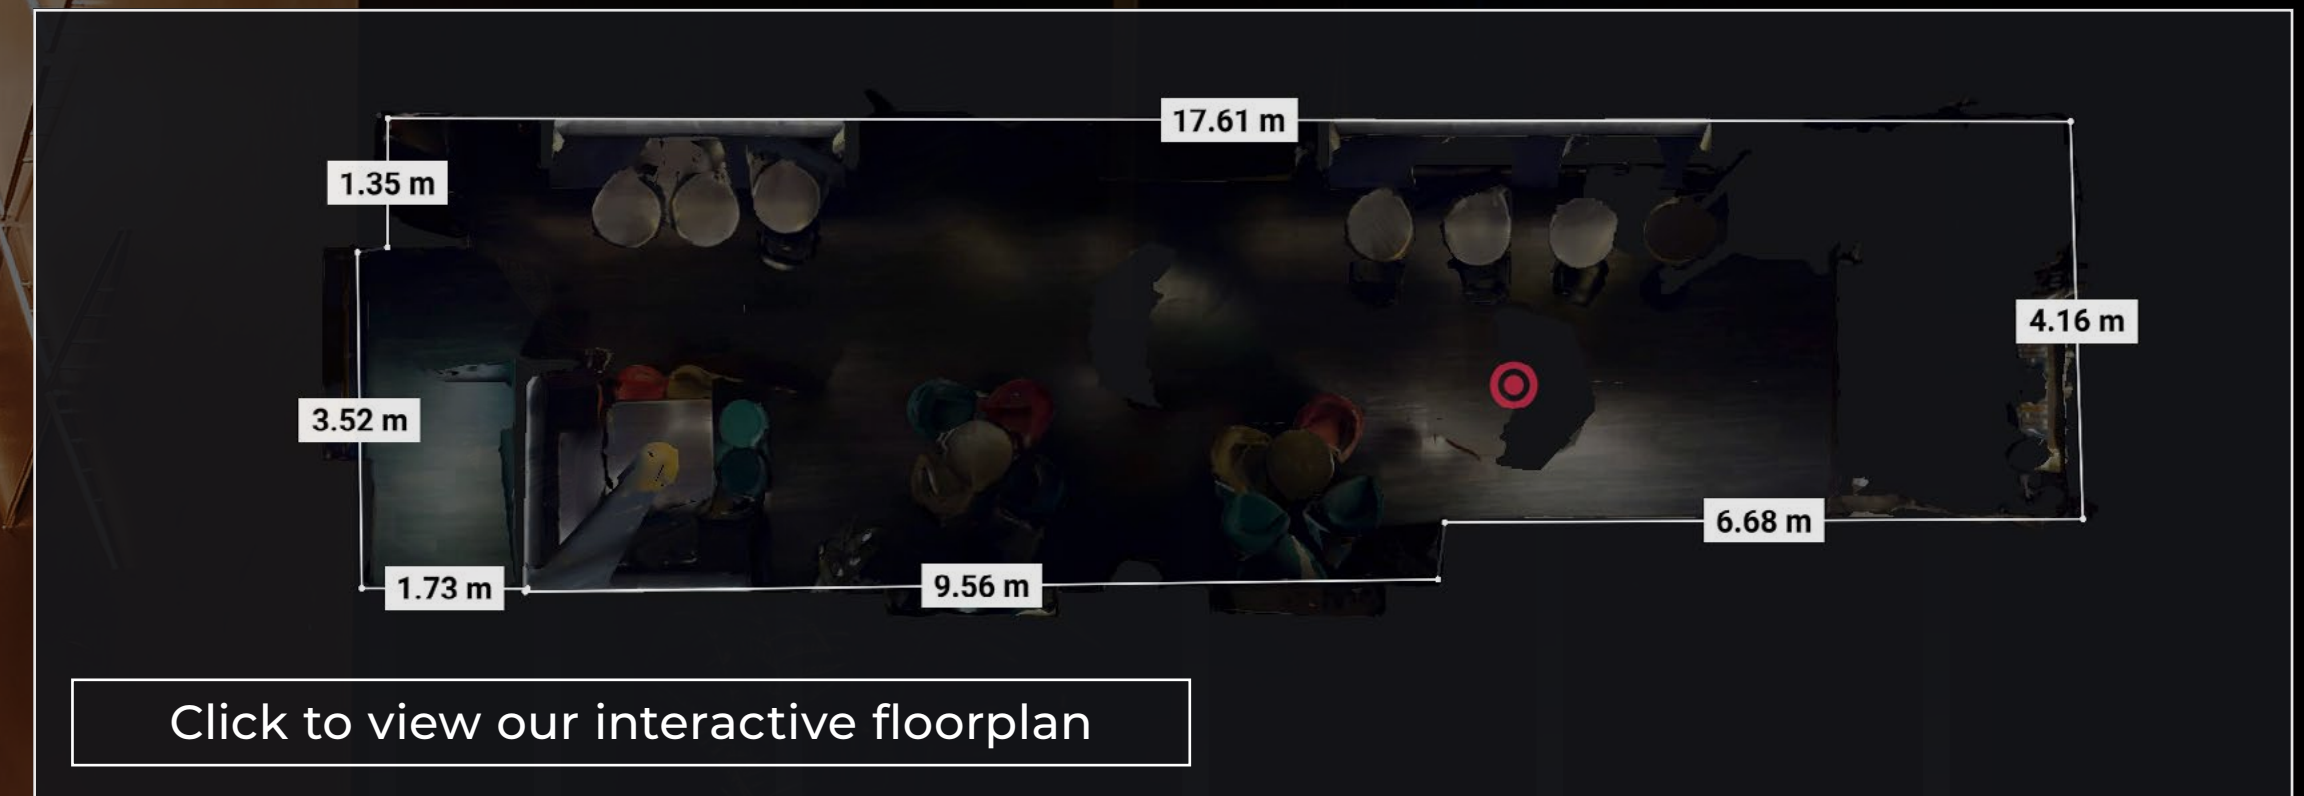 17.61 m
1.35 m
4.16 m
3.52 m
6.68 m
1.73 m
9.56 m
Click to view our interactive floorplan